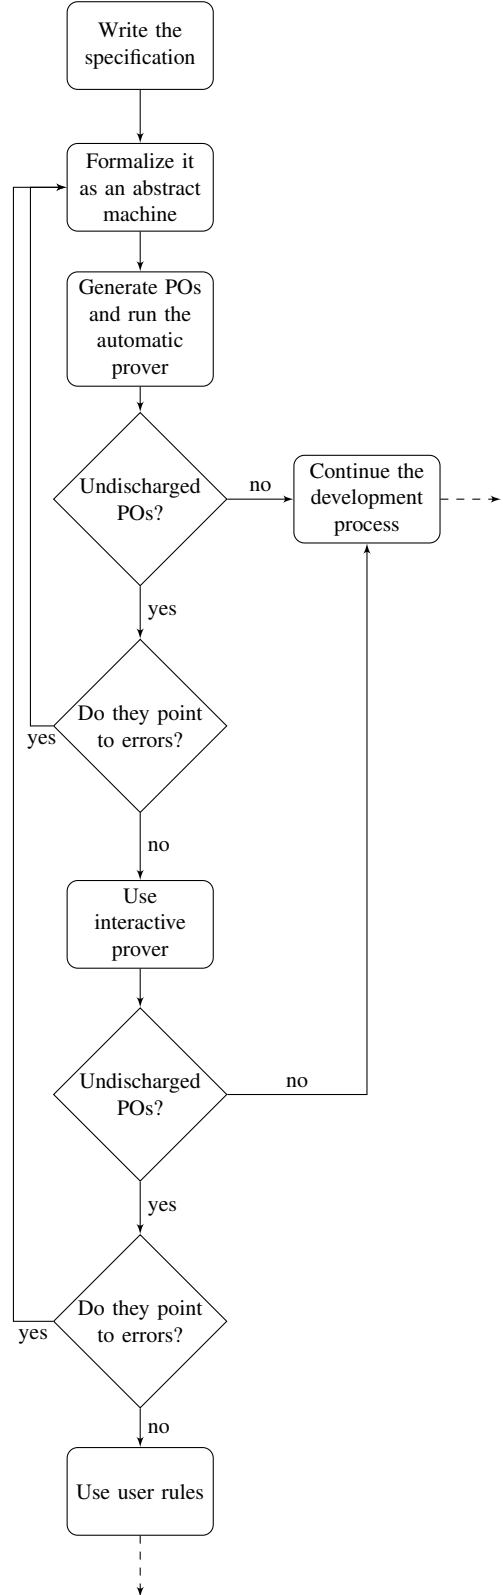 Write the
specification
Formalize it
as an abstract
machine
Generate POs
and run the
automatic
prover
Undischarged
POs?
no
Continue the
development
process
yes
Do they point
to errors?
yes
no
Use
interactive
prover
Undischarged
POs?
no
yes
Do they point
to errors?
yes
no
Use user rules